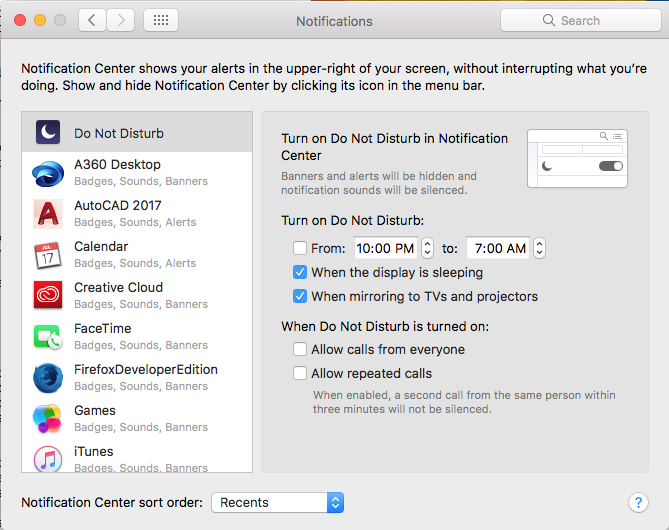 Notifications
Search
Notification Center shows your alerts in the upper-right of your screen, without interrupting what you're
doing. Show and hide Notification Center by clicking its icon in the menu bar.
Do Not Disturb
A360 Desktop
Badges, Sounds, Banners
AutoCAD 2017
Badges, Sounds, Alerts
JUL
17
Calendar
Badges, Sounds, Alerts
Creative Cloud
Badges, Sounds, Banners
FaceTime
Badges, Sounds, Banners
FirefoxDeveloperEdition
Badges, Sounds, Banners
Games
Badges, Sounds, Banners
iTunes
Badges, Sounds, Banners
Turn on Do Not Disturb in Notification
Center
Banners and alerts will be hidden and
notification sounds will be silenced.
Turn on Do Not Disturb:
From: 10:00 PM to: 7:00 AM
When the display is sleeping
When mirroring to TVs and projectors
When Do Not Disturb is turned on:
Allow calls from everyone
Allow repeated calls
When enabled, a second call from the same person within
three minutes will not be silenced.
Notification Center sort order: Recents
?